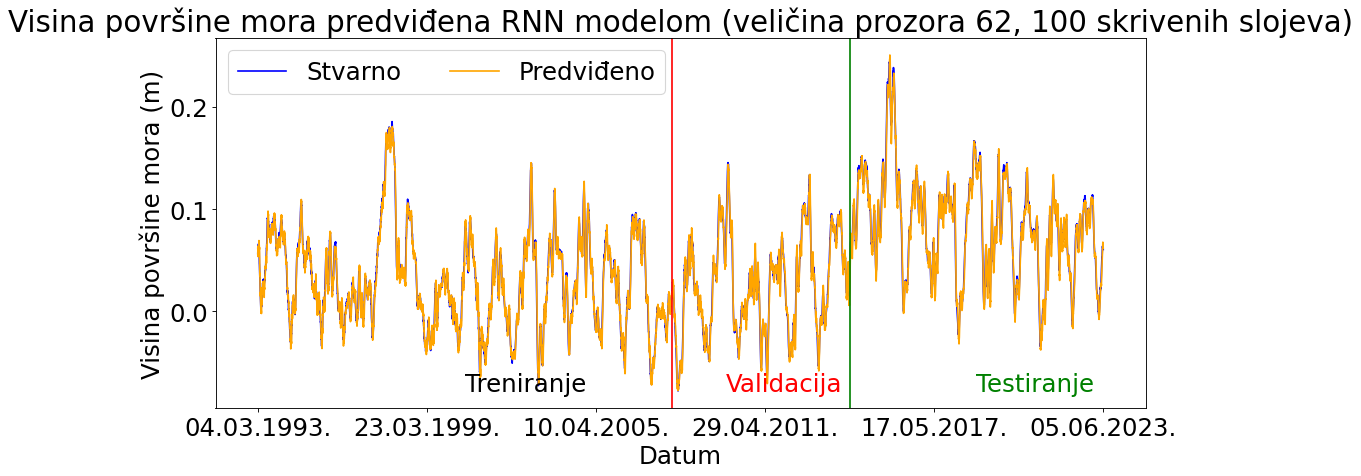 Visina površine mora predviđena RNN modelom (veličina prozora 62, 100 skrivenih slojeva)
Stvarno Predviđeno
Visina površine mora (m)
0.2
0.1
0.0
Treniranje Validacija Testiranje
04.03.1993. 23.03.1999. 10.04.2005. 29.04.2011. 17.05.2017. 05.06.2023.
Datum